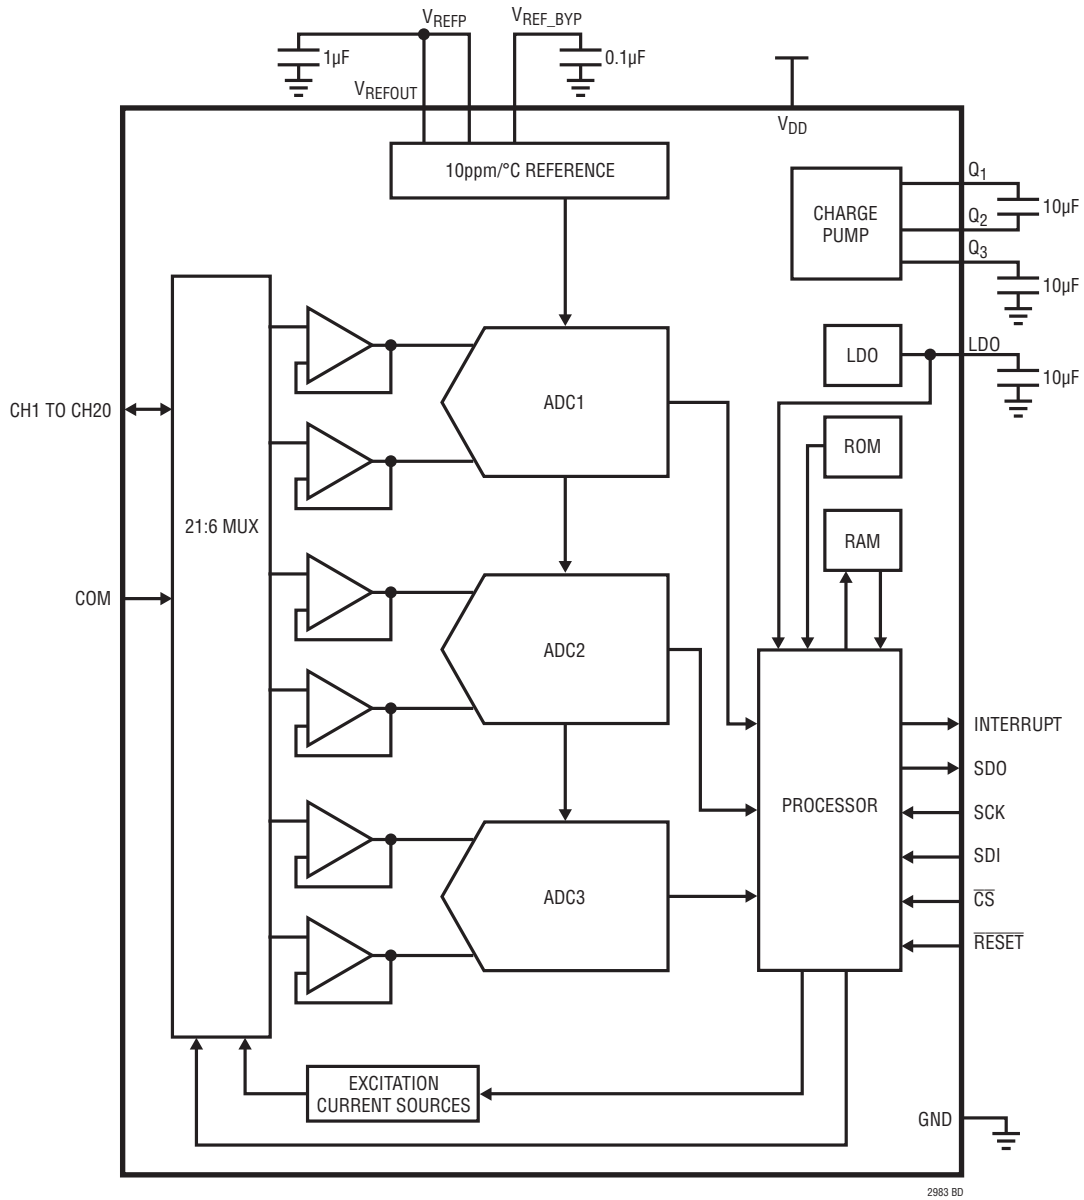 VREFP
VREF_BYP
1µF
0.1µF
VREFOUT
VDD
10ppm/°C REFERENCE
Q1
CHARGE
PUMP
10µF
Q2
Q3
10µF
LDO
LDO
10µF
ADC1
CH1 TO CH20
ROM
21:6 MUX
RAM
COM
ADC2
INTERRUPT
SDO
PROCESSOR
SCK
SDI
ADC3
C̅S̅
R̅E̅S̅E̅T̅
EXCITATION
CURRENT SOURCES
GND
2983 BD